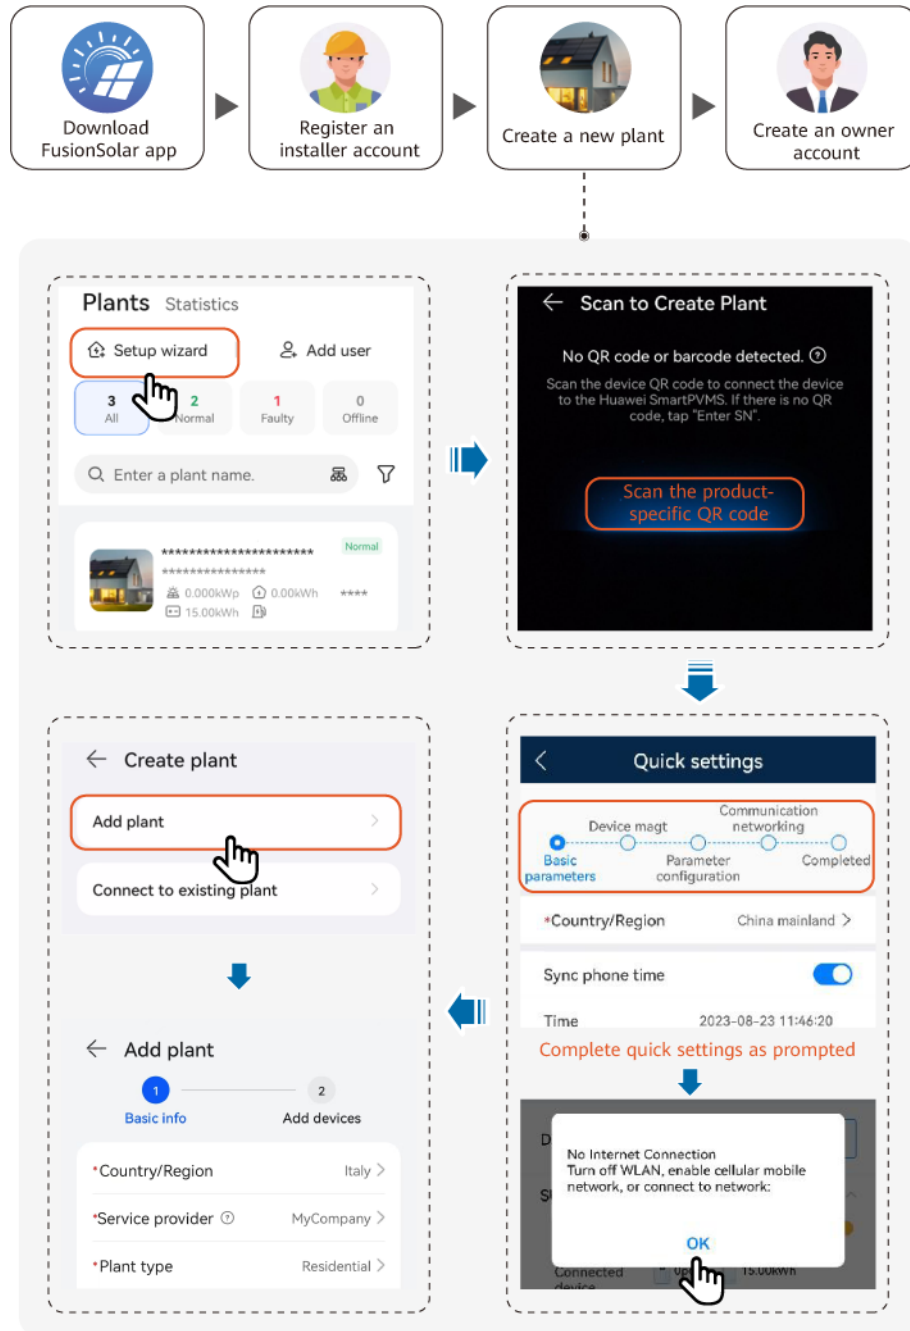 Download
FusionSolar app
Register an
installer account
Create a new plant
Create an owner
account
Plants Statistics
Setup wizard
Add user
3
All
2
Normal
1
Faulty
0
Offline
Enter a plant name.
**********************
Normal
***************
0.000kWp 0.00kWh ****
15.00kWh
Scan to Create Plant
No QR code or barcode detected.
Scan the device QR code to connect the device
to the Huawei SmartPVMS. If there is no QR
code, tap "Enter SN".
Scan the product-
specific QR code
Quick settings
Basic
parameters
Device magt
Parameter
configuration
Communication
networking
Completed
*Country/Region China mainland
Sync phone time
Time 2023-08-23 11:46:20
Complete quick settings as prompted
No Internet Connection
Turn off WLAN, enable cellular mobile
network, or connect to network:
OK
Connected
device
15.00kWh
Create plant
Add plant
Connect to existing plant
Add plant
1
Basic info
2
Add devices
*Country/Region Italy
*Service provider MyCompany
*Plant type Residential